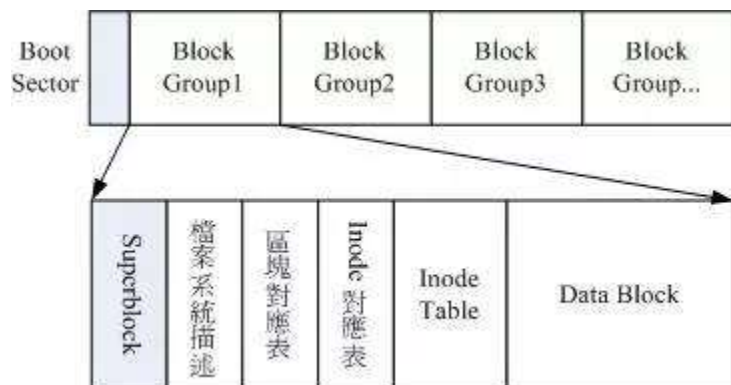 Boot
Sector
Block
Group1
Block
Group2
Block
Group3
Block
Group...
Superblock
檔案系統描述
區塊對應表
Inode 對應表
Inode
Table
Data Block